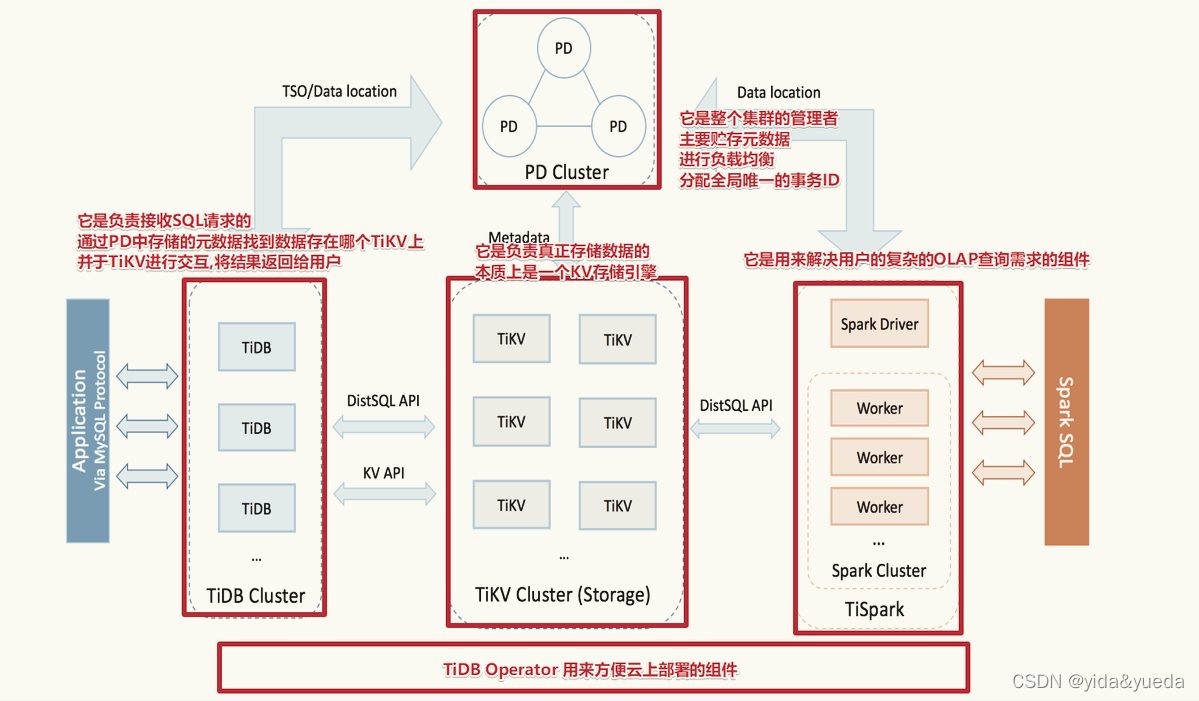 PD
TSO/Data location
Data location
PD
PD
PD Cluster
它是整个集群的管理者
主要贮存元数据
进行负载均衡
分配全局唯一的事务ID
它是负责接收SQL请求的
通过PD中存储的元数据找到数据存在哪个TiKV上
并于TiKV进行交互,将结果返回给用户
Metadata
它是负责真正存储数据的
本质上是一个KV存储引擎
它是用来解决用户的复杂的OLAP查询需求的组件
Application
Via MySQL Protocol
TiDB
TiDB
TiDB
...
TiDB Cluster
DistSQL API
KV API
TiKV
TiKV
TiKV
TiKV
TiKV
TiKV
...
TiKV Cluster (Storage)
DistSQL API
Spark Driver
Worker
Worker
Worker
...
Spark Cluster
TiSpark
Spark SQL
TiDB Operator 用来方便云上部署的组件
CSDN @yida&yueda